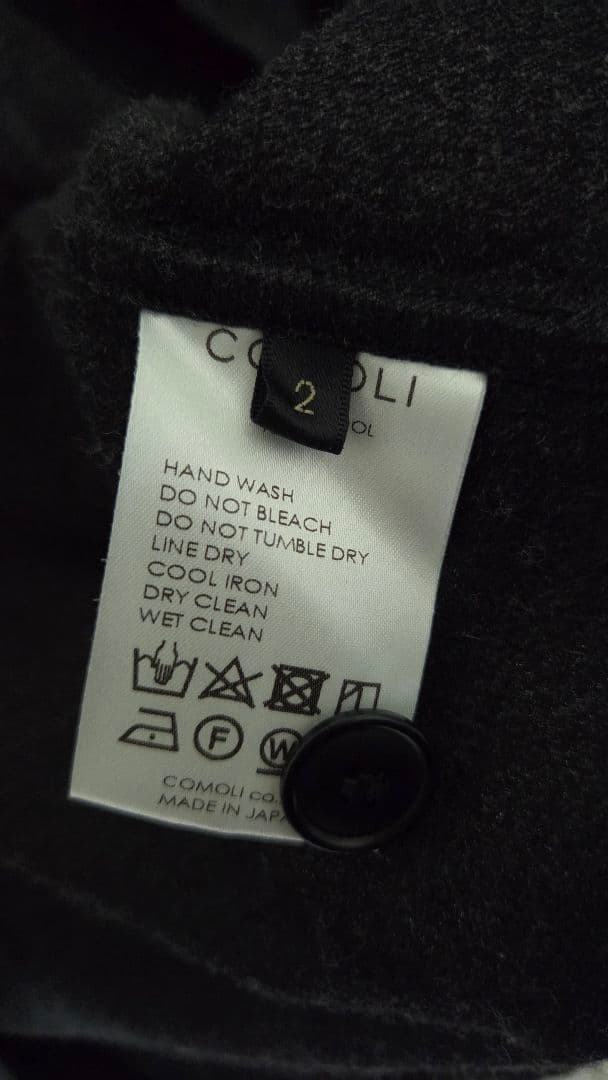 COMOLI
2
HAND WASH
DO NOT BLEACH
DO NOT TUMBLE DRY
LINE DRY
COOL IRON
DRY CLEAN
WET CLEAN
F
W
COMOLI co.
MADE IN